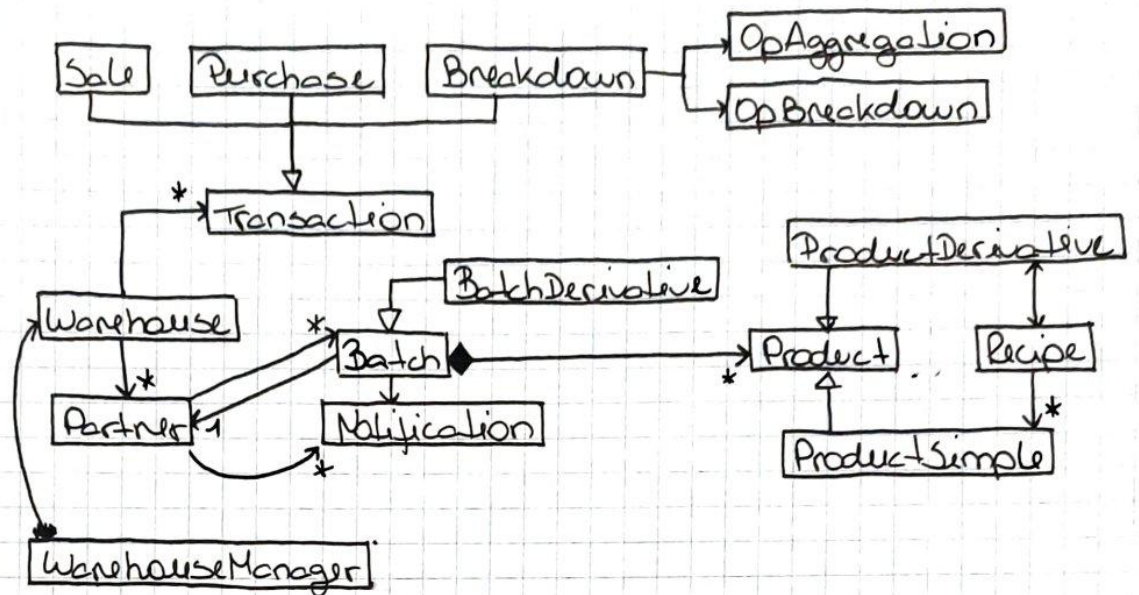 OpAggregation
Sale
Purchase
Breakdown
OpBreakdown
*
Transaction
ProductDerivative
BatchDerivative
Warehouse
*
Batch
Product
Recipe
*
*
*
Partner
1
Notification
*
ProductSimple
WarehouseManager